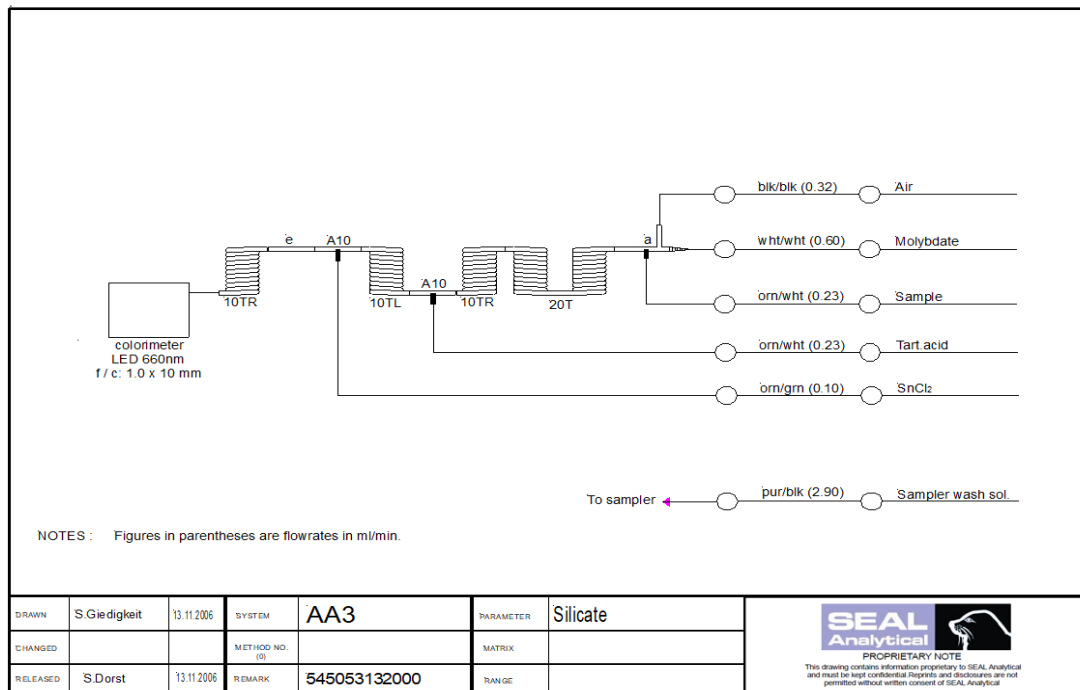 blk/blk (0.32) Air
e A10 a wht/wht (0.60) Molybdate
A10
10TR 10TL 10TR 20T orn/wht (0.23) Sample
colorimeter
LED 660nm
f / c: 1.0 x 10 mm
orn/wht (0.23) Tart.acid
orn/grn (0.10) SnCl₂
To sampler pur/blk (2.90) Sampler wash sol.
NOTES : Figures in parentheses are flowrates in ml/min.
DRAWN S.Giedigkeit 13.11.2006 SYSTEM AA3 PARAMETER Silicate
CHANGED METHOD NO. (0) MATRIX
RELEASED S.Dorst 13.11.2006 REMARK 545053132000 RANGE
SEAL
Analytical
PROPRIETARY NOTE
This drawing contains information proprietary to SEAL Analytical
and must be kept confidential.Reprints and disclosures are not
permitted without written consent of SEAL Analytical